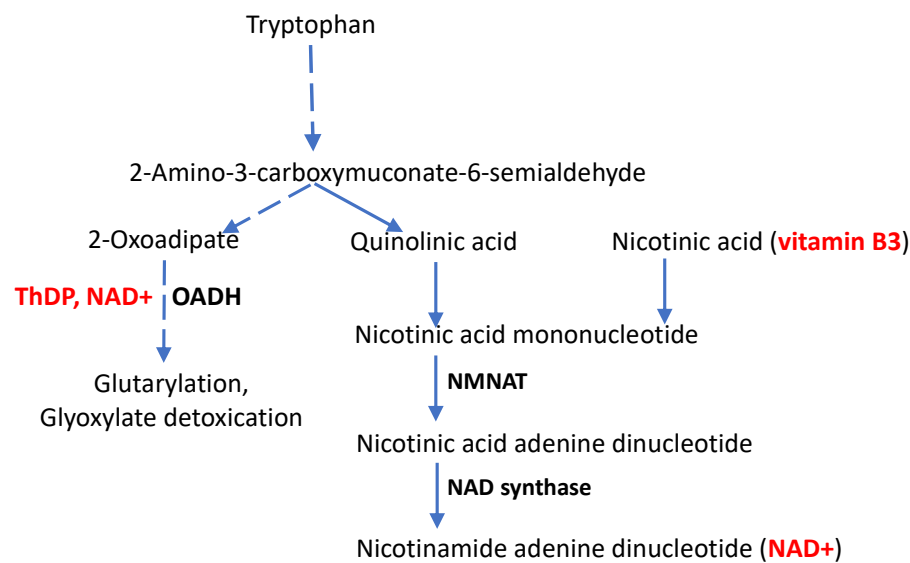 Tryptophan
2-Amino-3-carboxymuconate-6-semialdehyde
2-Oxoadipate
Quinolinic acid
Nicotinic acid (vitamin B3)
ThDP, NAD+
OADH
Nicotinic acid mononucleotide
Glutarylation,
Glyoxylate detoxication
NMNAT
Nicotinic acid adenine dinucleotide
NAD synthase
Nicotinamide adenine dinucleotide (NAD+)